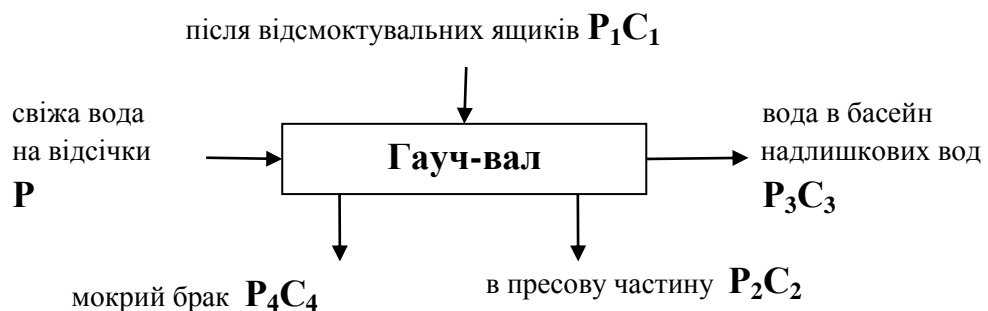 після відсмоктувальних ящиків P₁C₁
свіжа вода
на відсічки
P
Гауч-вал
вода в басейн
надлишкових вод
P₃C₃
мокрий брак P₄C₄
в пресову частину P₂C₂